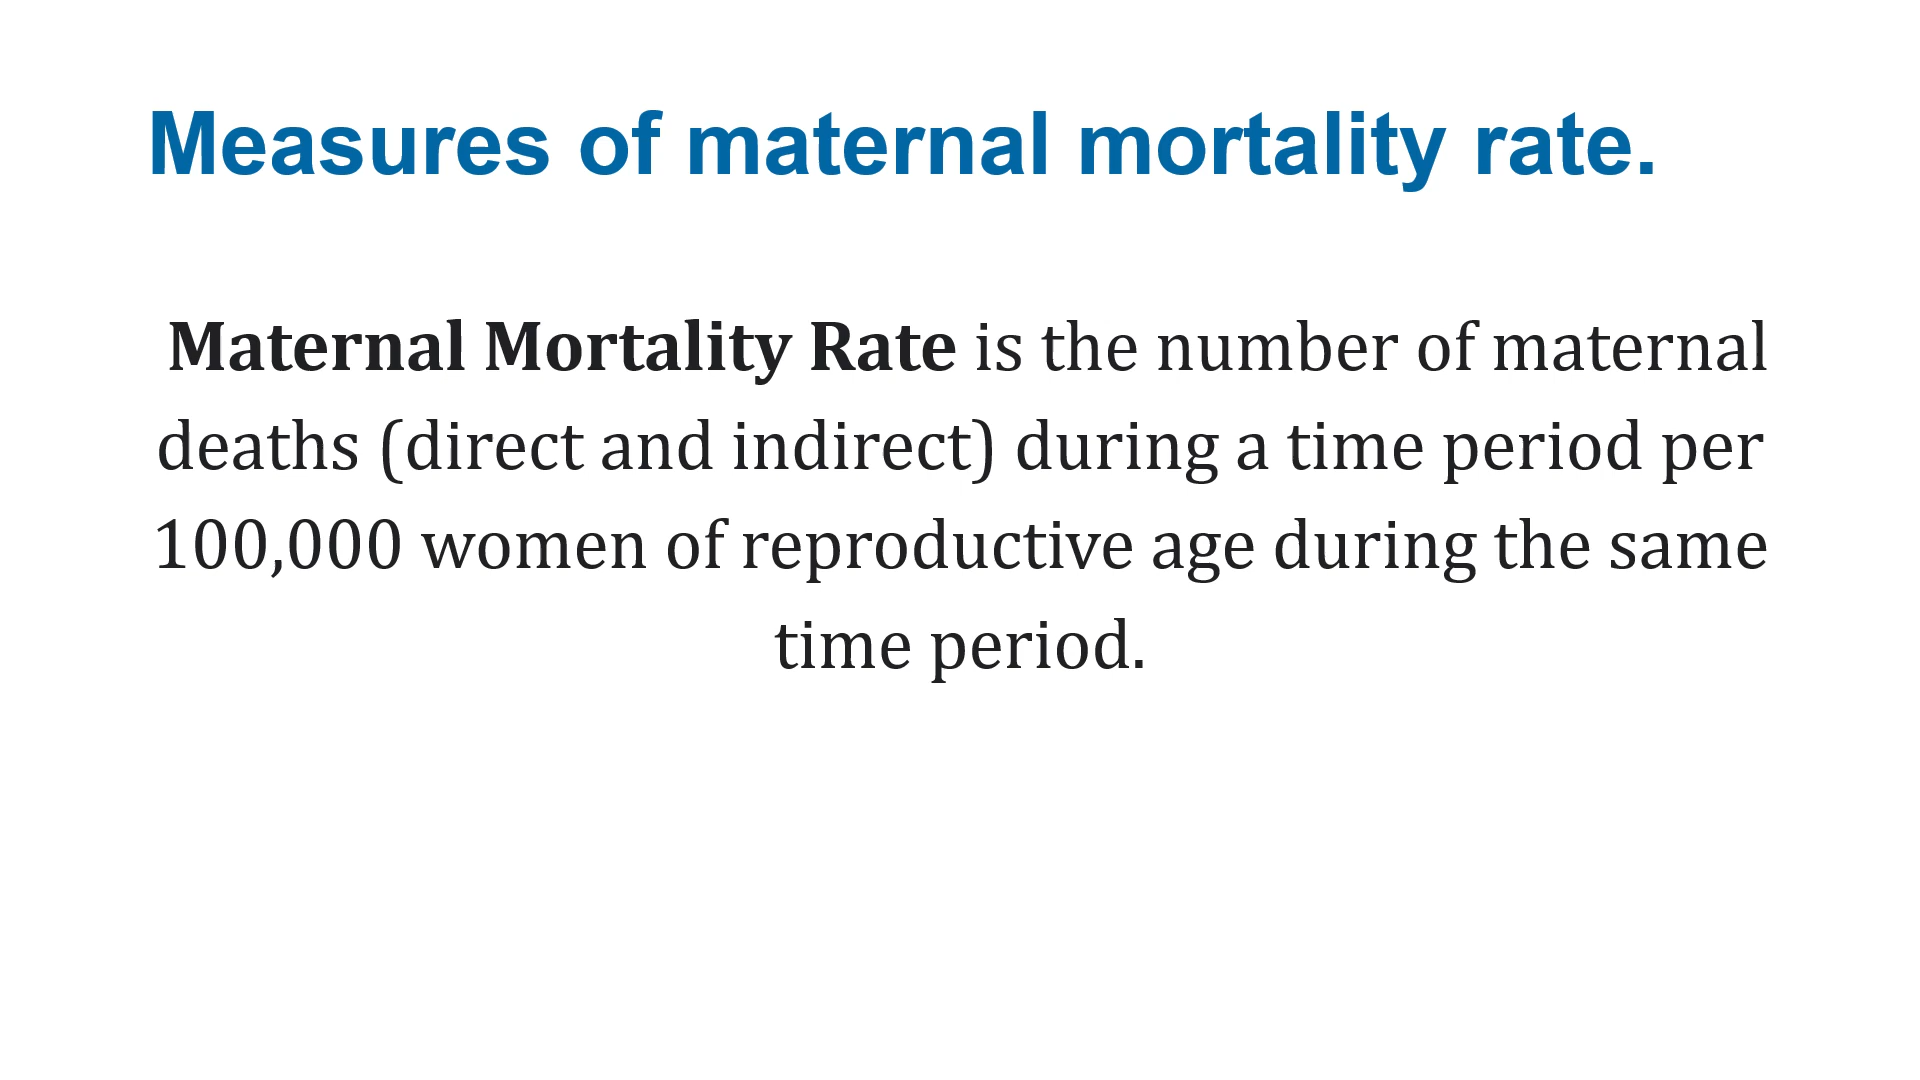 Measures of maternal mortality rate.
Maternal Mortality Rate is the number of maternal
deaths (direct and indirect) during a time period per
100,000 women of reproductive age during the same
time period.